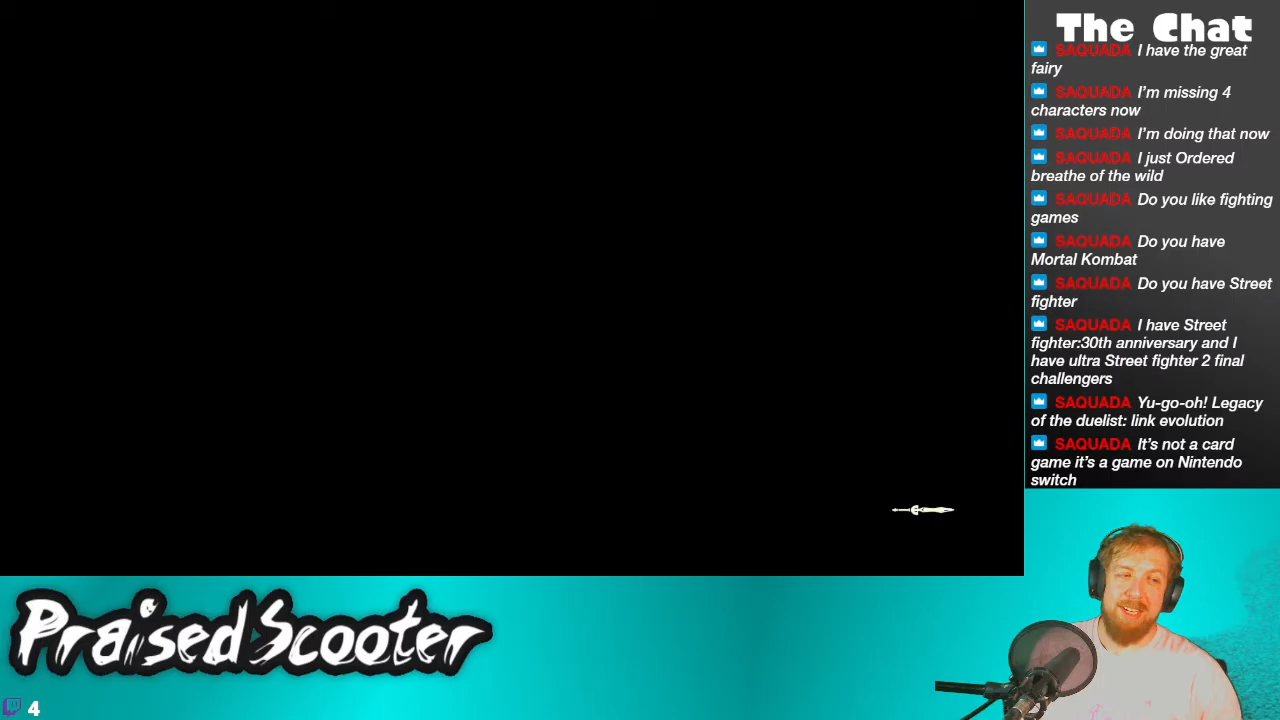 The Chat
SAQUADA I have the great
fairy
SAQUADA I'm missing 4
characters now
SAQUADA I'm doing that now
SAQUADA I just Ordered
breathe of the wild
SAQUADA Do you like fighting
games
SAQUADA Do you have
Mortal Kombat
SAQUADA Do you have Street
fighter
SAQUADA I have Street
fighter:30th anniversary and I
have ultra Street fighter 2 final
challengers
SAQUADA Yu-go-oh! Legacy
of the duelist: link evolution
SAQUADA It's not a card
game it's a game on Nintendo
switch
PraisedScooter
4